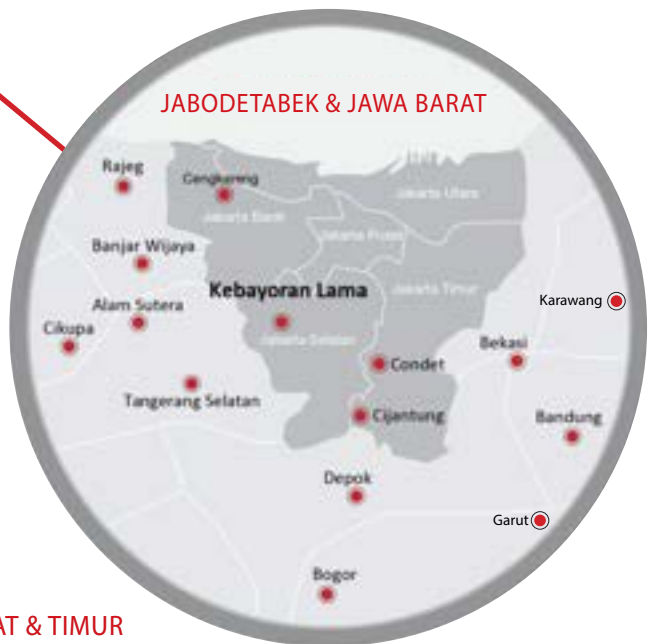 JABODETABEK & JAWA BARAT
Rajeg
Cengkareng
Jakarta Utara
Jakarta Barat
Jakarta Pusat
Banjar Wijaya
Kebayoran Lama
Jakarta Timur
Alam Sutera
Karawang
Cikupa
Jakarta Selatan
Bekasi
Condet
Tangerang Selatan
Cijantung
Bandung
Depok
Garut
Bogor
AT & TIMUR